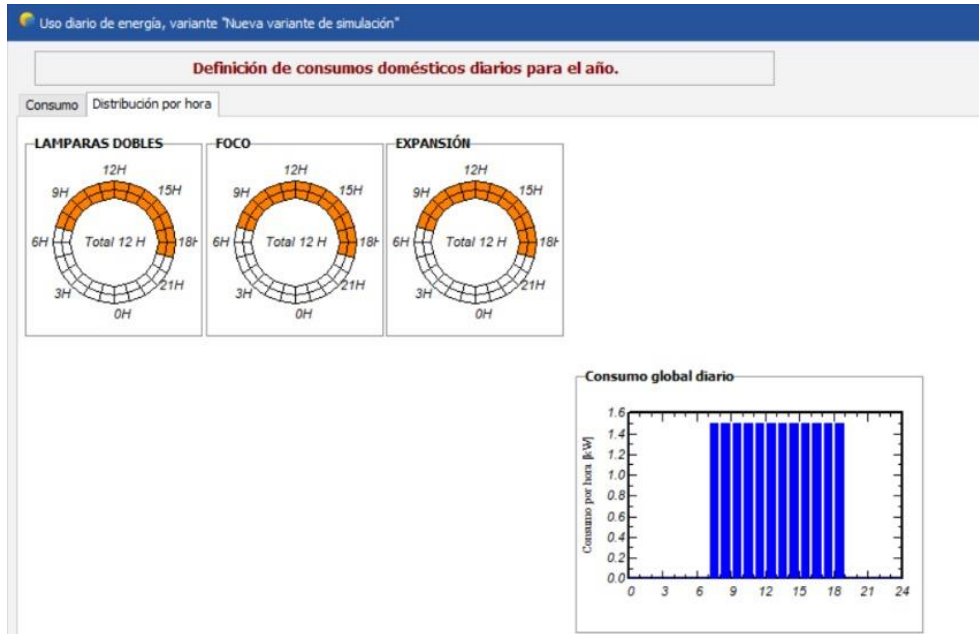 Uso diario de energía, variante "Nueva variante de simulación"
Definición de consumos domésticos diarios para el año.
Consumo Distribución por hora
LAMPARAS DOBLES
12H
9H 15H
6H Total 12 H 18H
3H 21H
0H
FOCO
12H
9H 15H
6H Total 12 H 18H
3H 21H
0H
EXPANSIÓN
12H
9H 15H
6H Total 12 H 18H
3H 21H
0H
Consumo global diario
Consumo por hora [kW]
1.6
1.4
1.2
1.0
0.8
0.6
0.4
0.2
0.0
0 3 6 9 12 15 18 21 24